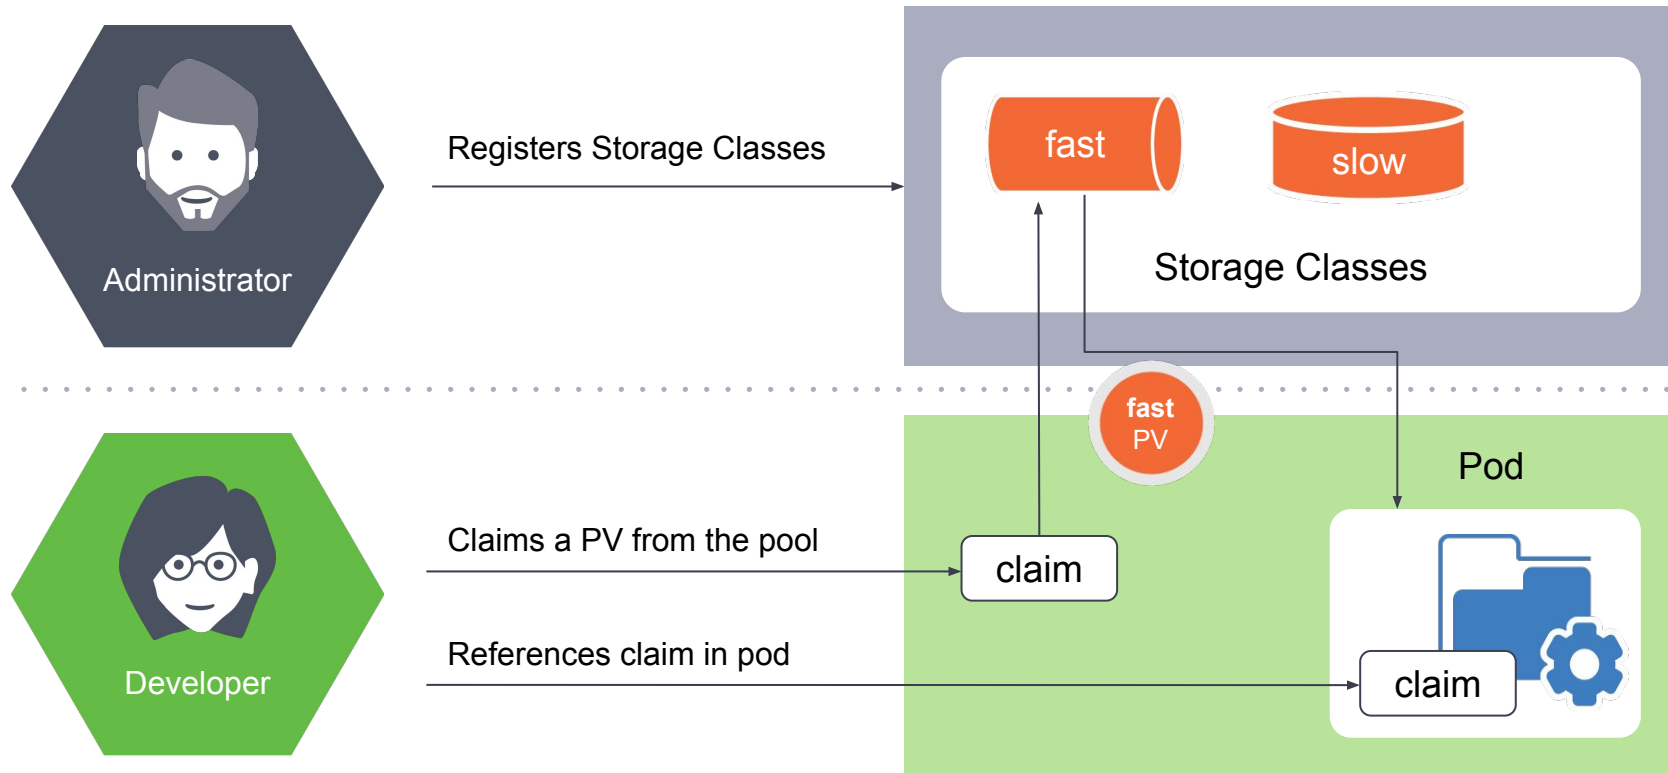 Registers Storage Classes
fast
slow
Administrator
Storage Classes
fast
PV
Pod
Claims a PV from the pool
claim
References claim in pod
Developer
claim